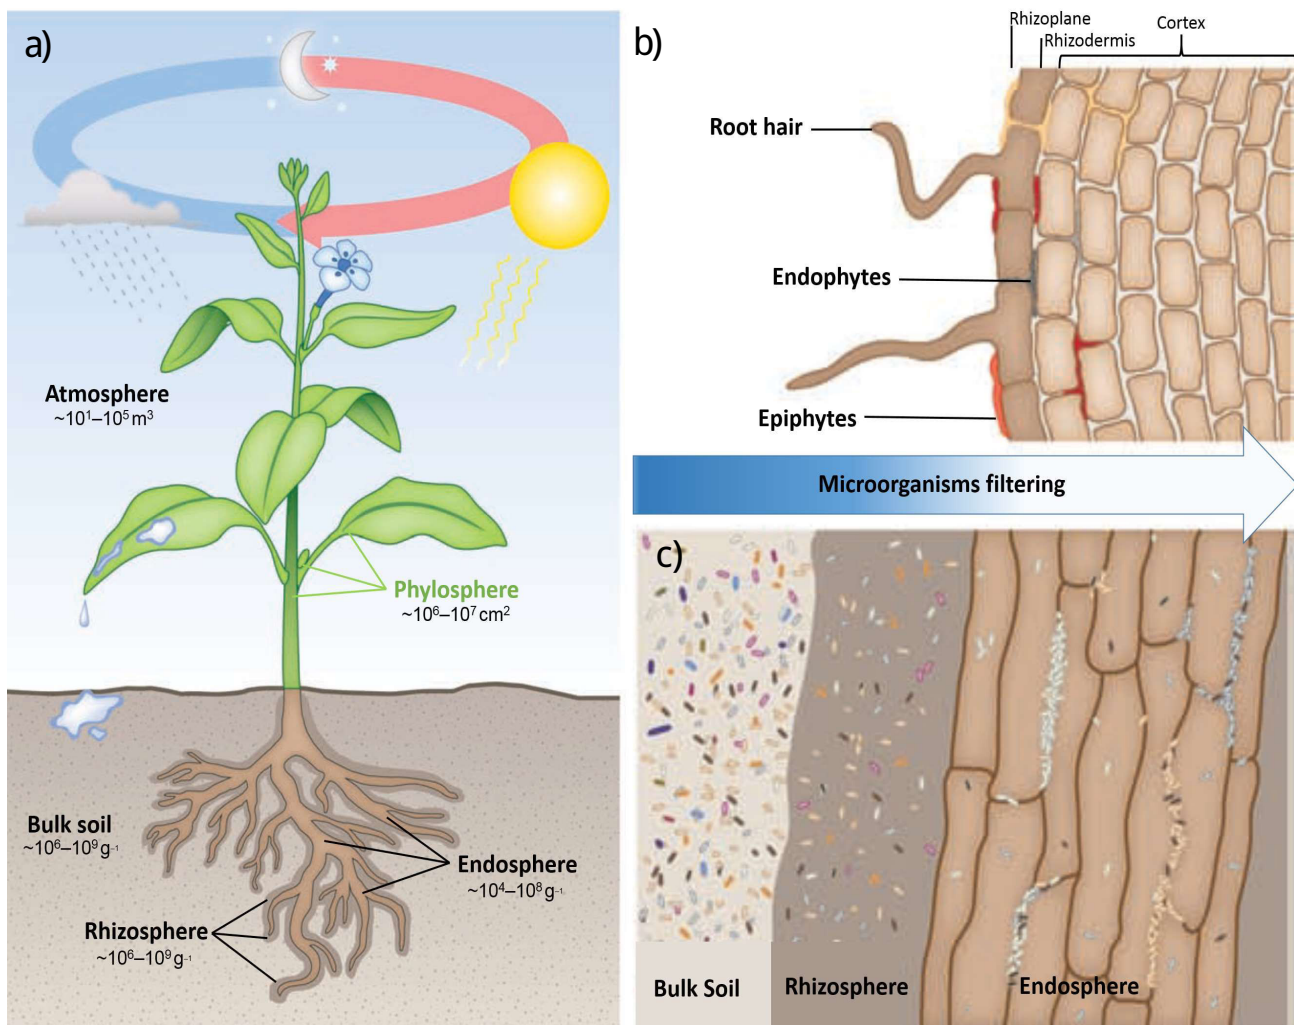 a)
Atmosphere
~10¹–10⁵ m³
Phylosphere
~10⁶–10⁷ cm²
Bulk soil
~10⁶–10⁹ g⁻¹
Endosphere
~10⁴–10⁸ g⁻¹
Rhizosphere
~10⁶–10⁹ g⁻¹
b)
Rhizoplane
Rhizodermis
Cortex
Root hair
Endophytes
Epiphytes
Microorganisms filtering
c)
Bulk Soil
Rhizosphere
Endosphere